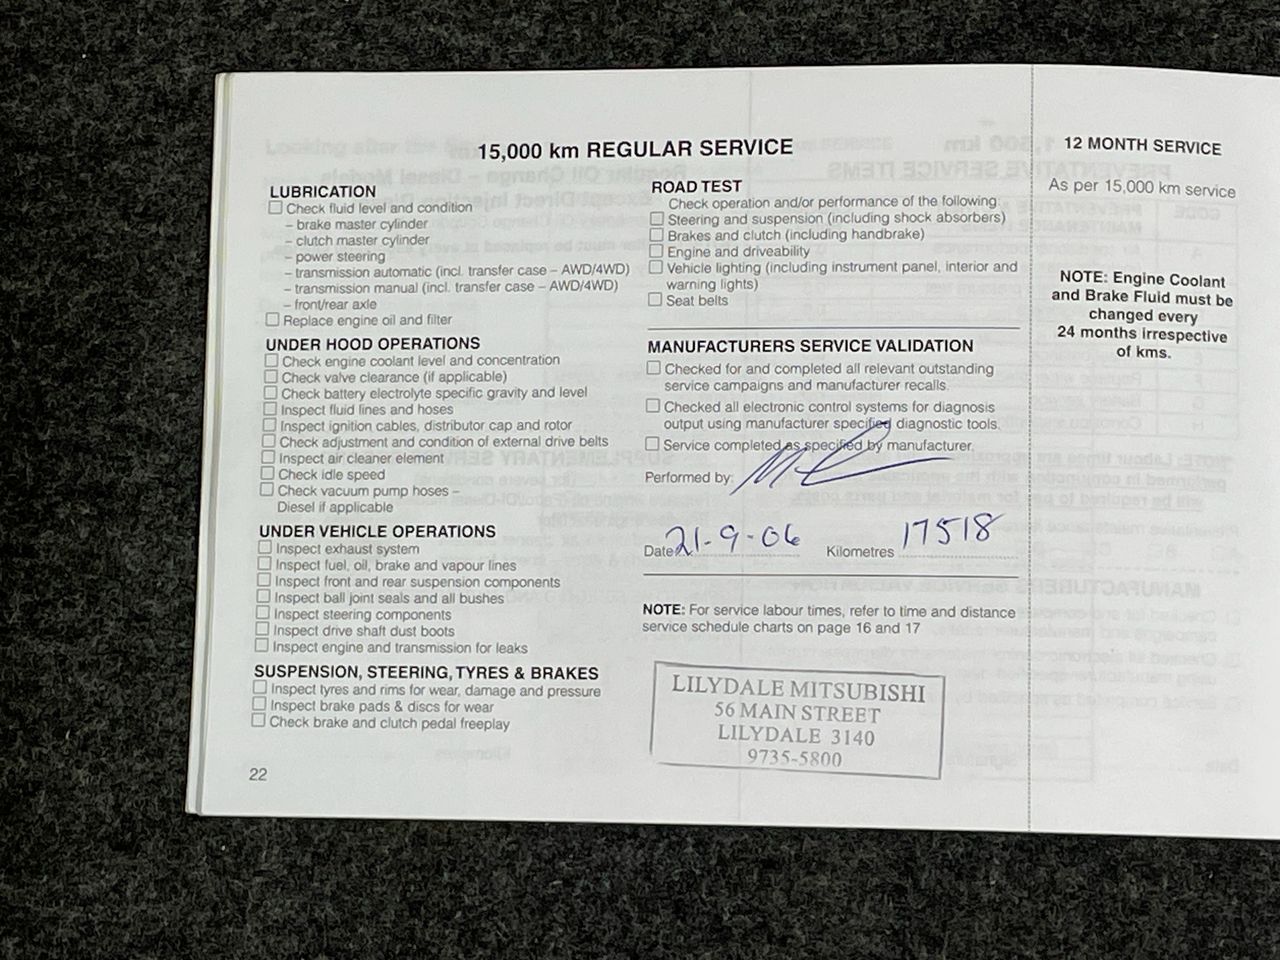 15,000 km REGULAR SERVICE
LUBRICATION
Check fluid level and condition
– brake master cylinder
– clutch master cylinder
– power steering
– transmission automatic (incl. transfer case – AWD/4WD)
– transmission manual (incl. transfer case – AWD/4WD)
– front/rear axle
Replace engine oil and filter
UNDER HOOD OPERATIONS
Check engine coolant level and concentration
Check valve clearance (if applicable)
Check battery electrolyte specific gravity and level
Inspect fluid lines and hoses
Inspect ignition cables, distributor cap and rotor
Check adjustment and condition of external drive belts
Inspect air cleaner element
Check idle speed
Check vacuum pump hoses –
Diesel if applicable
UNDER VEHICLE OPERATIONS
Inspect exhaust system
Inspect fuel, oil, brake and vapour lines
Inspect front and rear suspension components
Inspect ball joint seals and all bushes
Inspect steering components
Inspect drive shaft dust boots
Inspect engine and transmission for leaks
SUSPENSION, STEERING, TYRES & BRAKES
Inspect tyres and rims for wear, damage and pressure
Inspect brake pads & discs for wear
Check brake and clutch pedal freeplay
22
ROAD TEST
Check operation and/or performance of the following
Steering and suspension (including shock absorbers)
Brakes and clutch (including handbrake)
Engine and driveability
Vehicle lighting (including instrument panel, interior and
warning lights)
Seat belts
MANUFACTURERS SERVICE VALIDATION
Checked for and completed all relevant outstanding
service campaigns and manufacturer recalls.
Checked all electronic control systems for diagnosis
output using manufacturer specified diagnostic tools.
Service completed as specified by manufacturer.
Performed by:
Date 21-9-06 Kilometres 17518
NOTE: For service labour times, refer to time and distance
service schedule charts on page 16 and 17
LILYDALE MITSUBISHI
56 MAIN STREET
LILYDALE 3140
9735-5800
12 MONTH SERVICE
As per 15,000 km service
NOTE: Engine Coolant
and Brake Fluid must be
changed every
24 months irrespective
of kms.